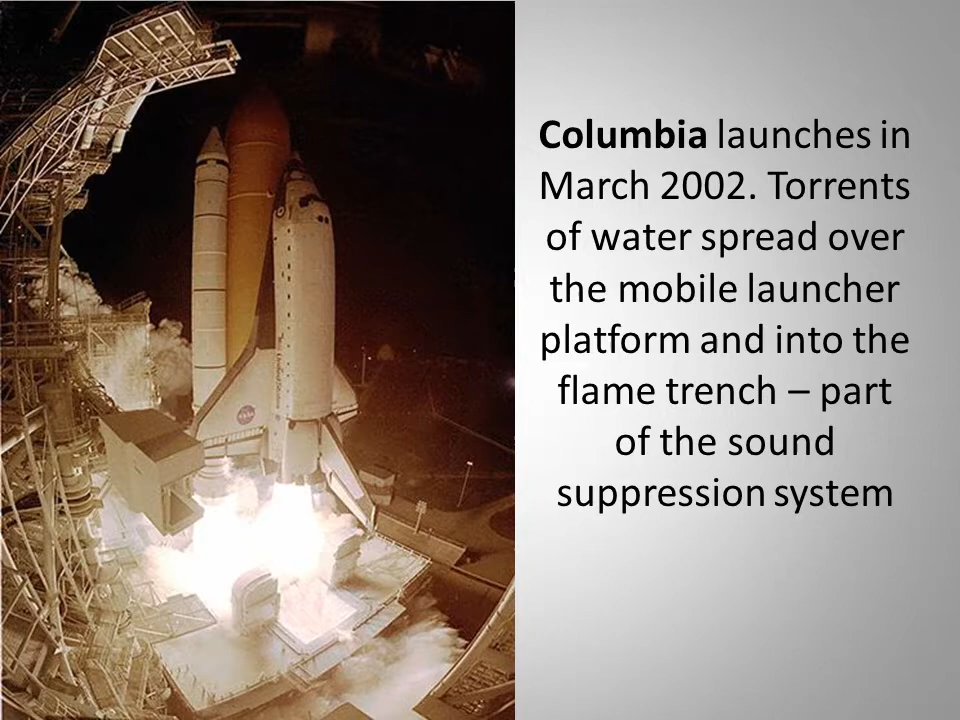 Columbia launches in
March 2002. Torrents
of water spread over
the mobile launcher
platform and into the
flame trench – part
of the sound
suppression system